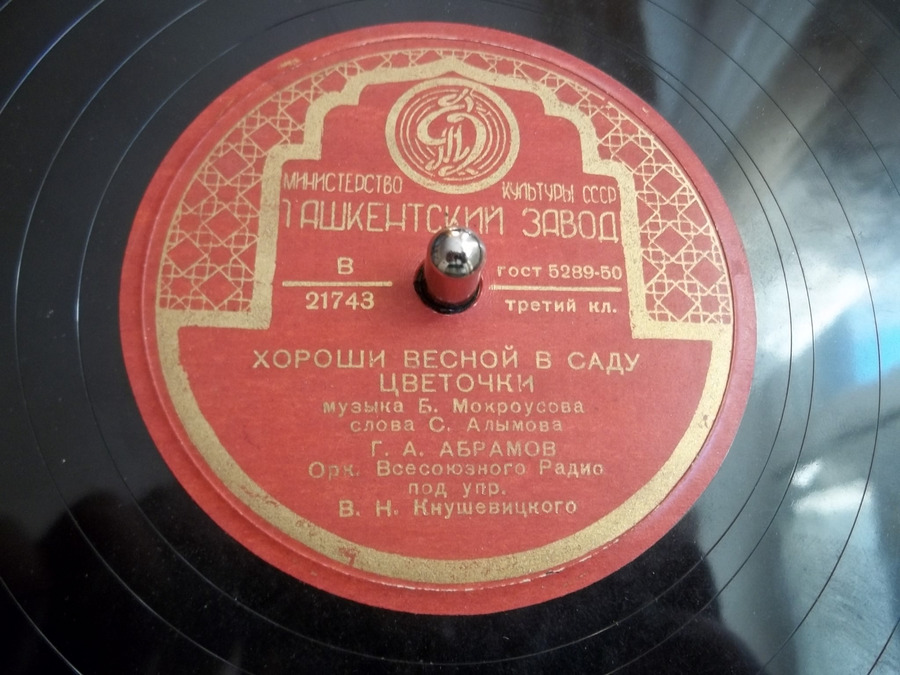 МИНИСТЕРСТВО КУЛЬТУРЫ СССР
ТАШКЕНТСКИЙ ЗАВОД
В
21743
гост 5289-50
третий кл.
ХОРОШИ ВЕСНОЙ В САДУ
ЦВЕТОЧКИ
музыка Б. Мокроусова
слова С. Алымова
Г. А. АБРАМОВ
Орк. Всесоюзного Радио
под упр.
В. Н. Кнушевицкого